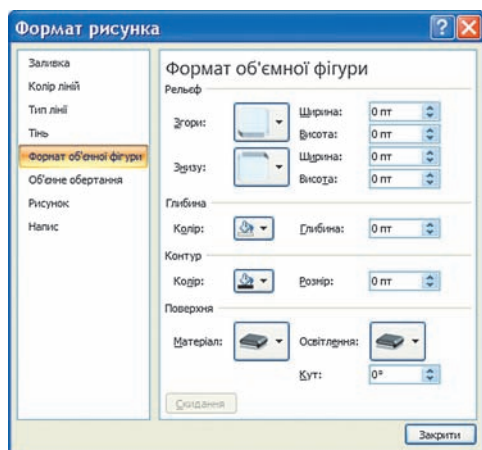 Формат рисунка
Заливка
Колір ліній
Тип лінії
Тінь
Формат об'ємної фігури
Об'ємне обертання
Рисунок
Напис
Формат об'ємної фігури
Рельєф
Згори:
Ширина: 0 пт
Висота: 0 пт
Знизу:
Ширина: 0 пт
Висота: 0 пт
Глибина
Колір:
Глибина: 0 пт
Контур
Колір:
Розмір: 0 пт
Поверхня
Матеріал:
Освітлення:
Кут: 0°
Скидання
Закрити